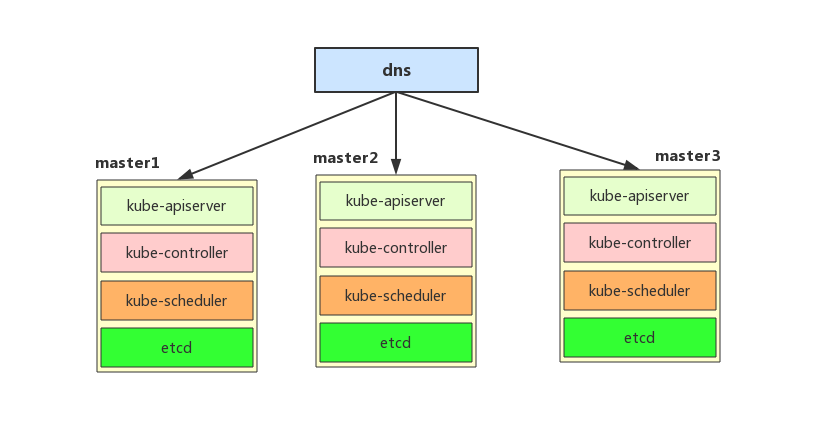 dns
master1
kube-apiserver
kube-controller
kube-scheduler
etcd
master2
kube-apiserver
kube-controller
kube-scheduler
etcd
master3
kube-apiserver
kube-controller
kube-scheduler
etcd